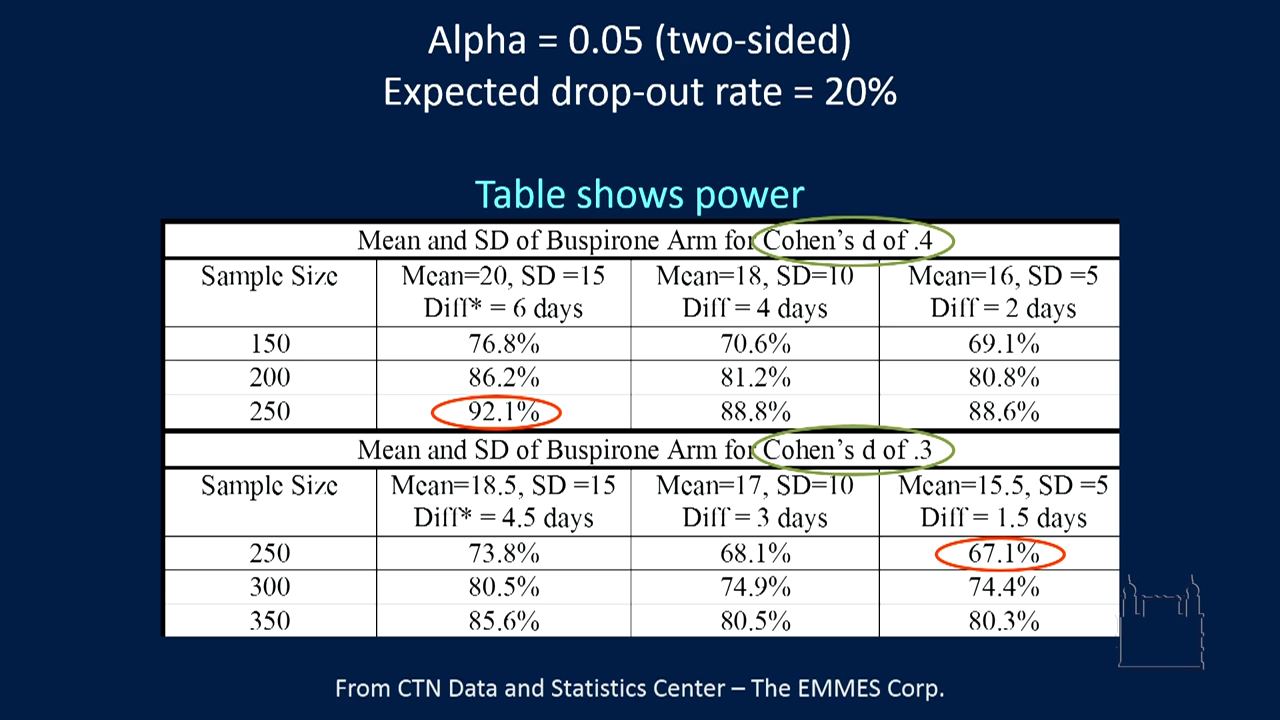 Alpha = 0.05 (two-sided)
Expected drop-out rate = 20%
Table shows power
Mean and SD of Buspirone Arm for Cohen's d of .4
Sample Size Mean=20, SD =15 Mean=18, SD=10 Mean=16, SD =5
Diff* = 6 days Diff = 4 days Diff = 2 days
150 76.8% 70.6% 69.1%
200 86.2% 81.2% 80.8%
250 92.1% 88.8% 88.6%
Mean and SD of Buspirone Arm for Cohen's d of .3
Sample Size Mean=18.5, SD =15 Mean=17, SD=10 Mean=15.5, SD =5
Diff* = 4.5 days Diff = 3 days Diff = 1.5 days
250 73.8% 68.1% 67.1%
300 80.5% 74.9% 74.4%
350 85.6% 80.5% 80.3%
From CTN Data and Statistics Center – The EMMES Corp.